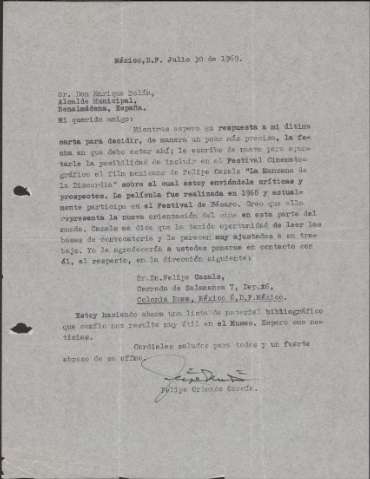 México,D.F. Julio 30 de 1969.
Sr. Don Enrique Bolín,
Alcalde Municipal,
Benalmádena, España.
Mi querido amigo:
Mientras espero su respuesta a mi última
carta para decidir, de manera un poco más precisa, la fe-
cha en que debo estar ahí; le escribo de nuevo para apun-
tarle la posibilidad de incluir en el Festival Cinemato-
gráfico el film mexicano de Felipe Cazals "La Manzana de
la Discordia" sobre el cual estoy enviándole críticas y
prospectos. La película fue realizada en 1968 y actual-
mente participa en el Festival de Pésaro. Creo que ella
representa la nueva orientación del cine en esta parte del
mundo. Cazals me dice que ha tenido oportunidad de leer las
bases de convocatoria y le parecen muy ajustadas a su tra-
bajo. Yo le agradecería a ustedes ponerse en contacto con
él, al respecto, en la dirección siguiente:
Sr.Dn.Felipe Cazals,
Cerrada de Salamanca 7, Dep.26,
Colonia Roma, México 6,D.F.México.
Estoy haciendo ahora una lista de material bibliográfico
que confío nos resulte muy útil en el Museo. Espero sus no-
ticias.
Cordiales saludos para todos y un fuerte
abrazo de su affmo.
Felipe Orlando García.